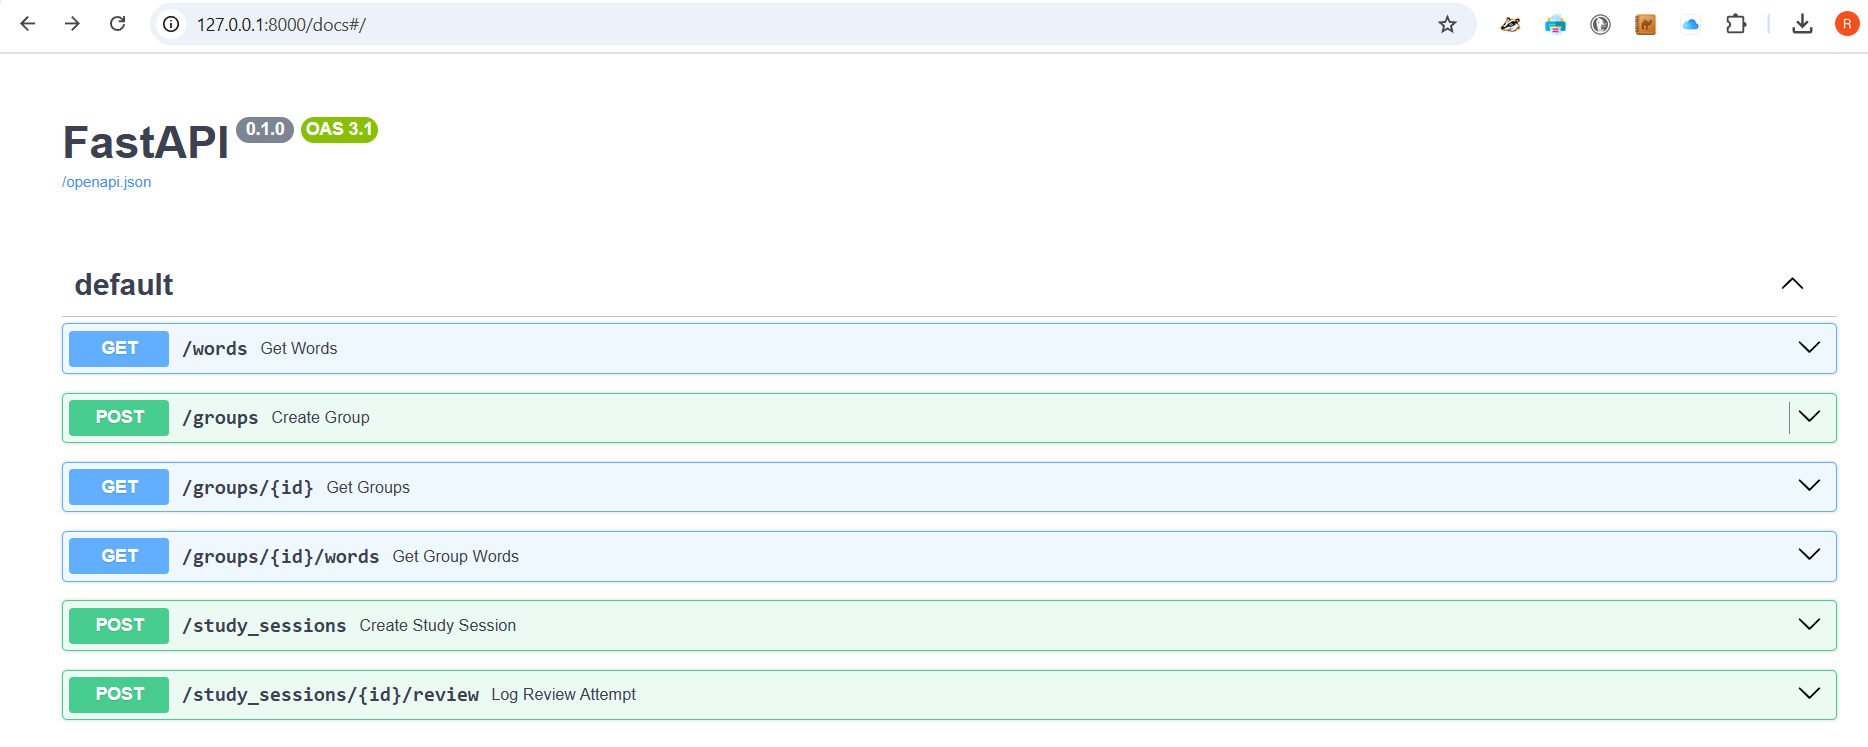 127.0.0.1:8000/docs#/
R
FastAPI 0.1.0 OAS 3.1
/openapi.json
default
GET /words Get Words
POST /groups Create Group
GET /groups/{id} Get Groups
GET /groups/{id}/words Get Group Words
POST /study_sessions Create Study Session
POST /study_sessions/{id}/review Log Review Attempt